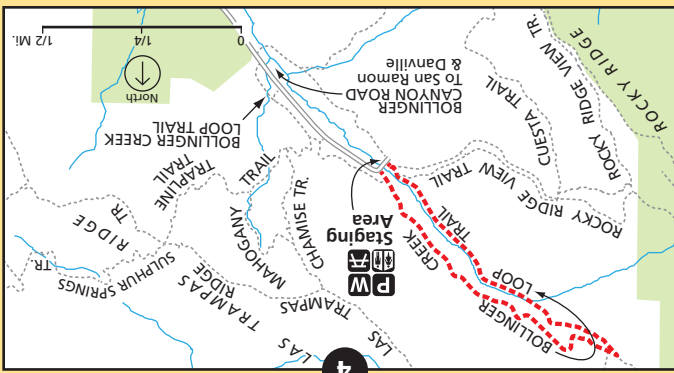 4
LAS
TRAMPAS
LAS
TRAMPAS
RIDGE
BOLLINGER
CREEK
LOOP
TRAIL
P W
Staging
Area
CHAMISE TR.
MAHOGANY
TRAIL
SULPHUR SPRINGS
TR.
RIDGE
TR.
TRAPLINE
TRAIL
ROCKY RIDGE VIEW
TRAIL
CUESTA TRAIL
ROCKY RIDGE VIEW TR.
ROCKY RIDGE
BOLLINGER
CANYON ROAD
To San Ramon
& Danville
BOLLINGER CREEK
LOOP TRAIL
North
0 1/4 1/2 Mi.